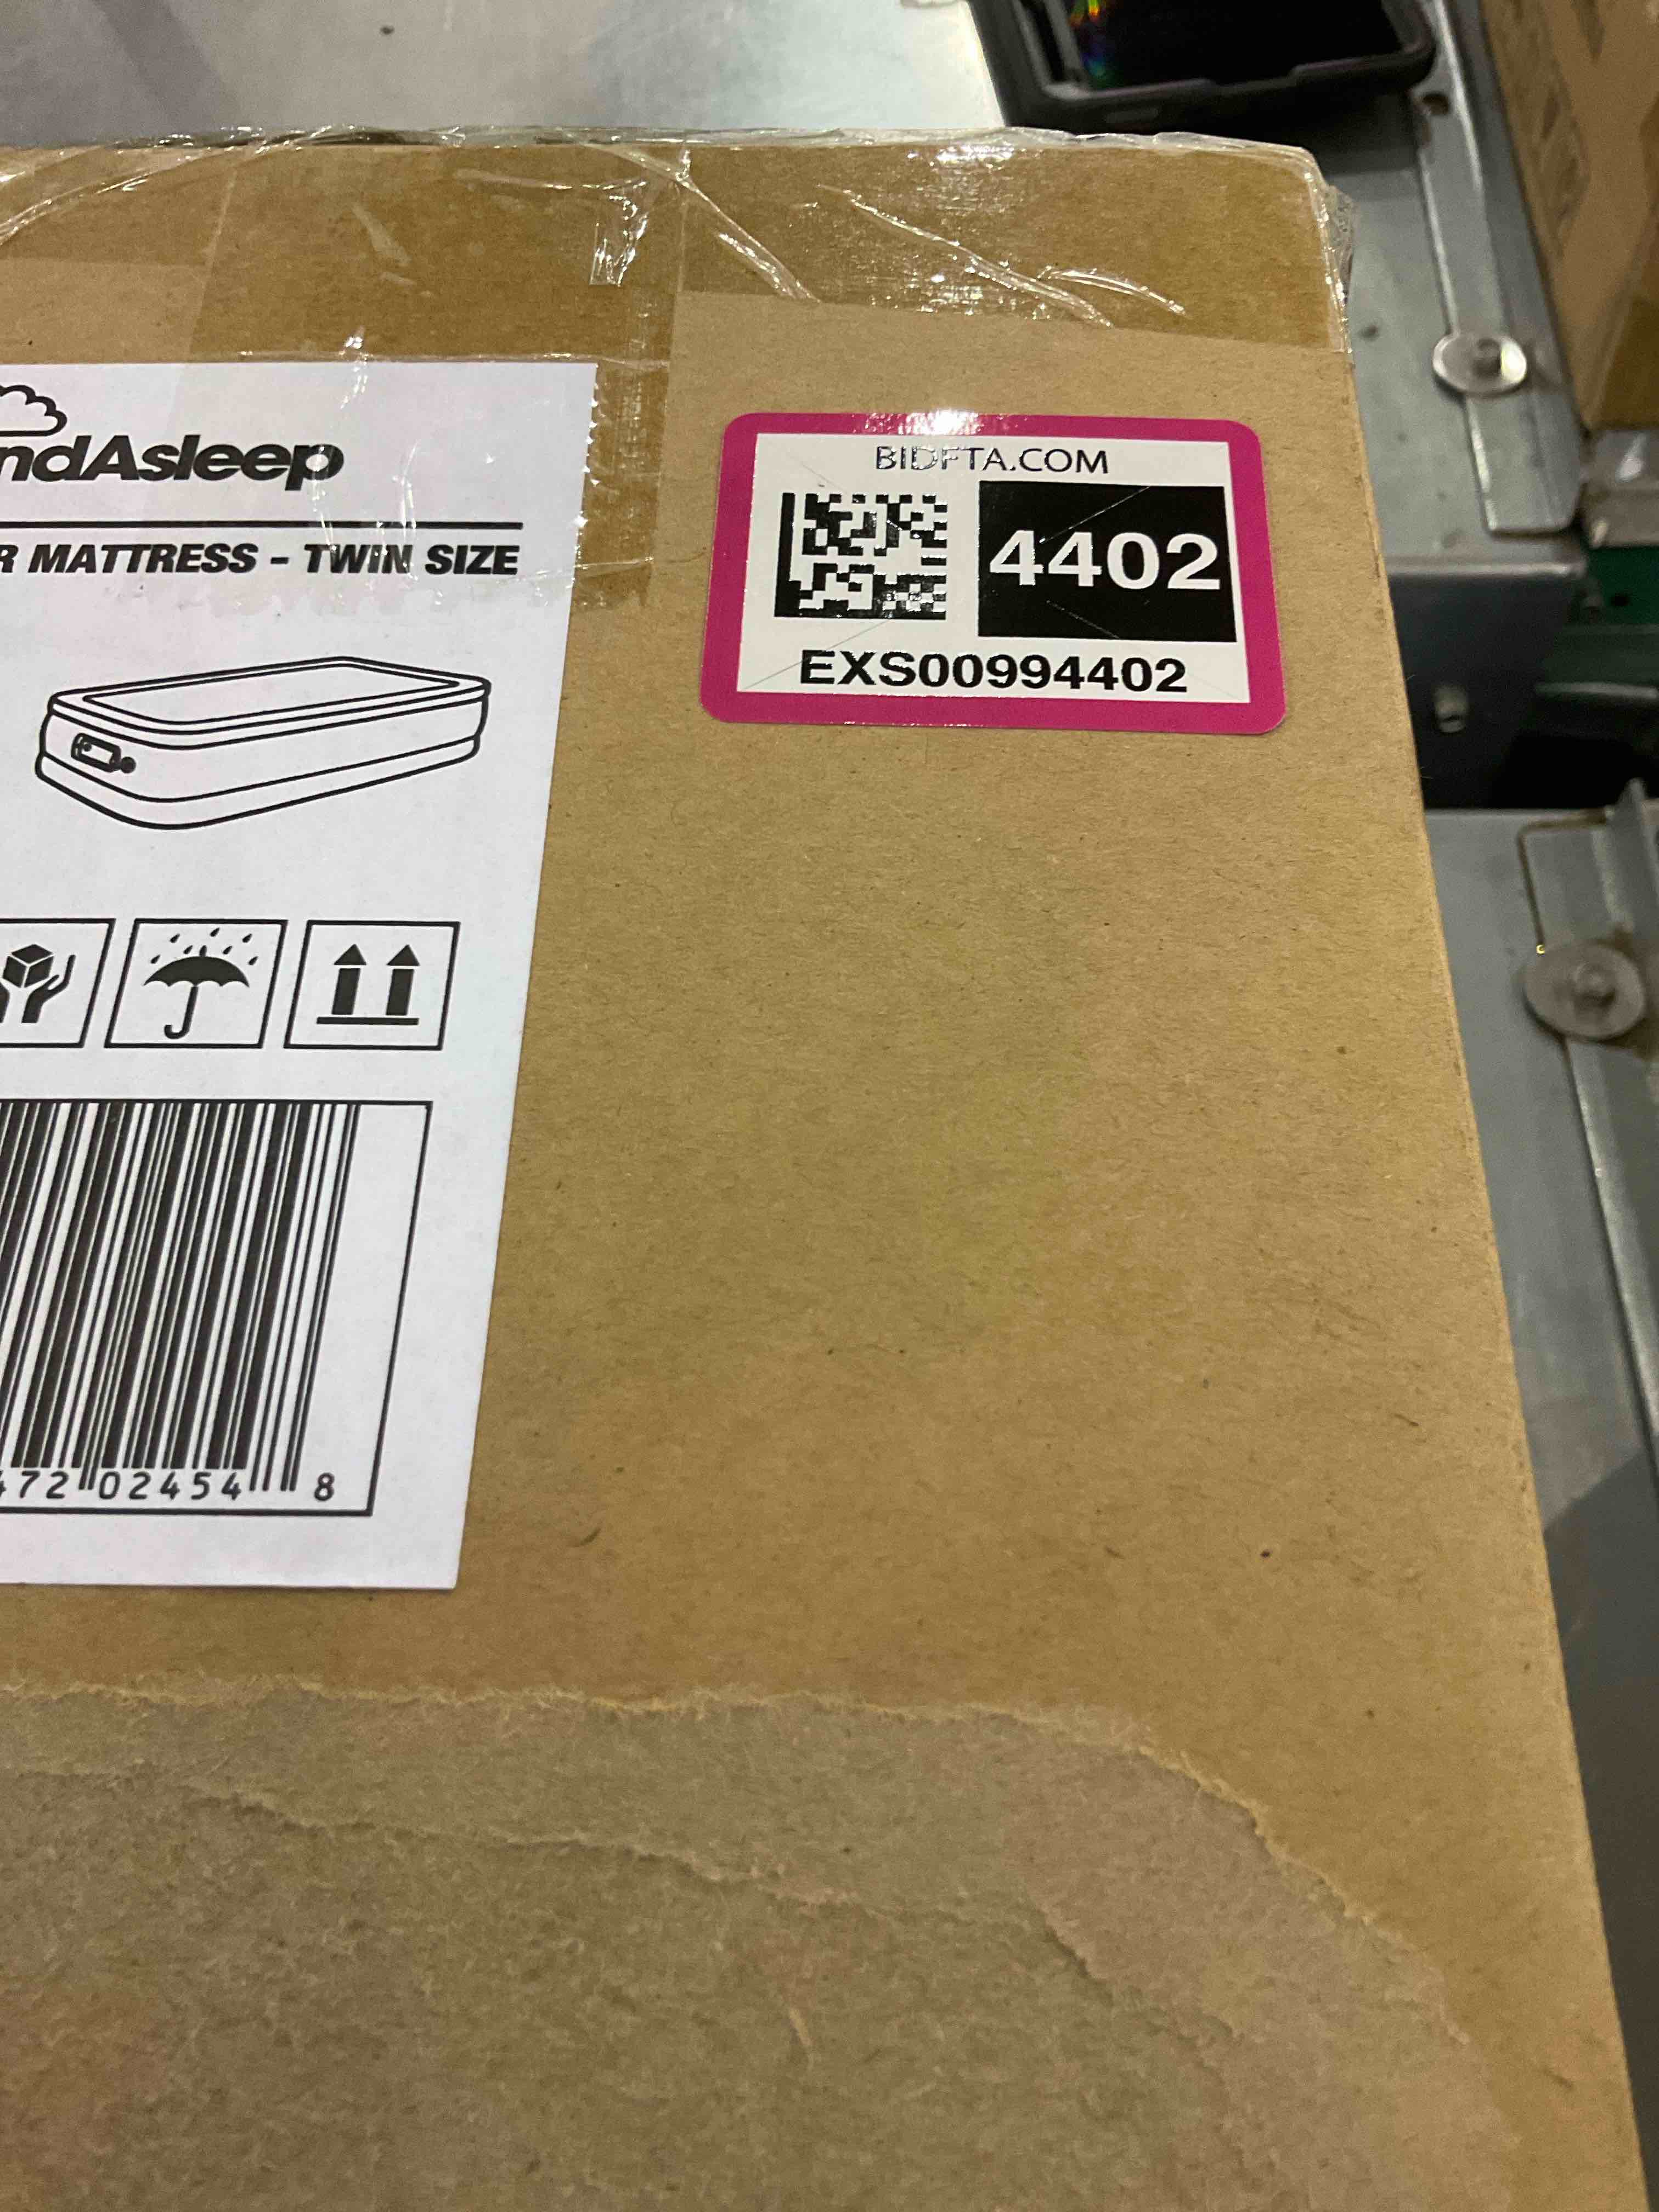 ndAsleep
R MATTRESS - TWIN SIZE
BIDFTA.COM
4402
EXS00994402
472 02454 8